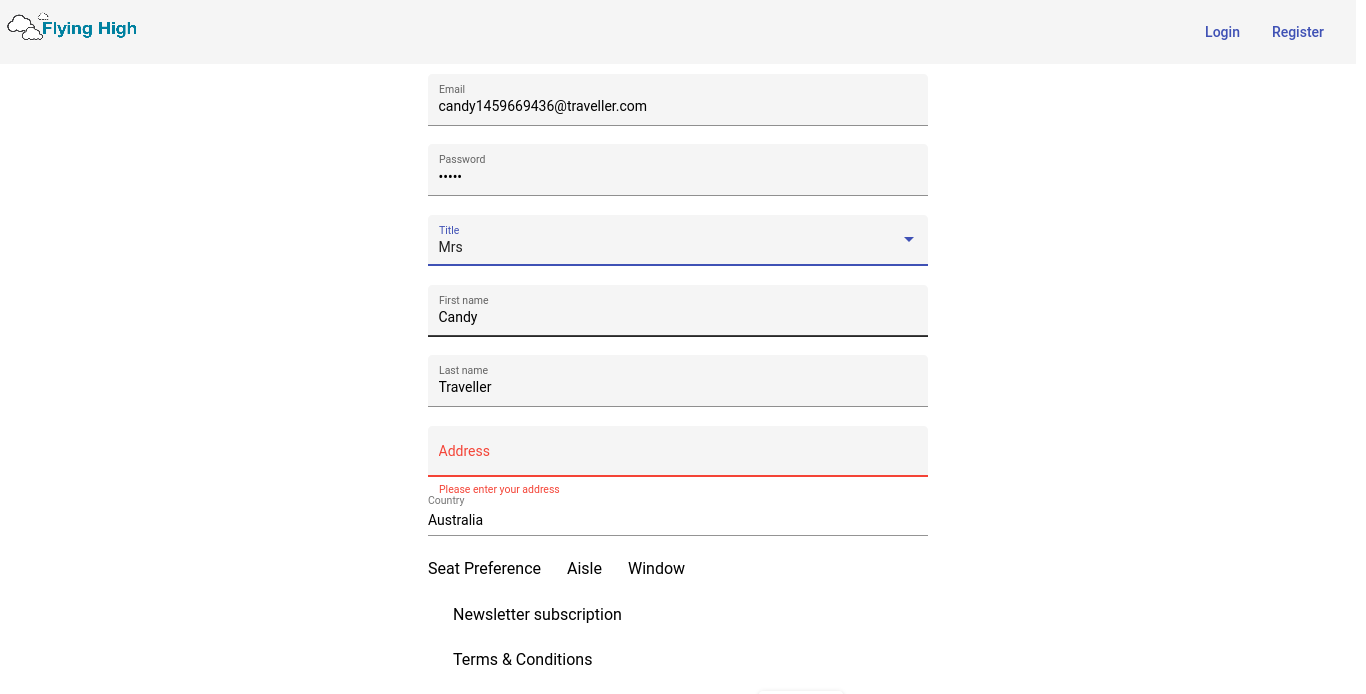 Flying High
Login Register
Email
candy1459669436@traveller.com
Password
•••••
Title
Mrs
First name
Candy
Last name
Traveller
Address
Please enter your address
Country
Australia
Seat Preference Aisle Window
Newsletter subscription
Terms & Conditions